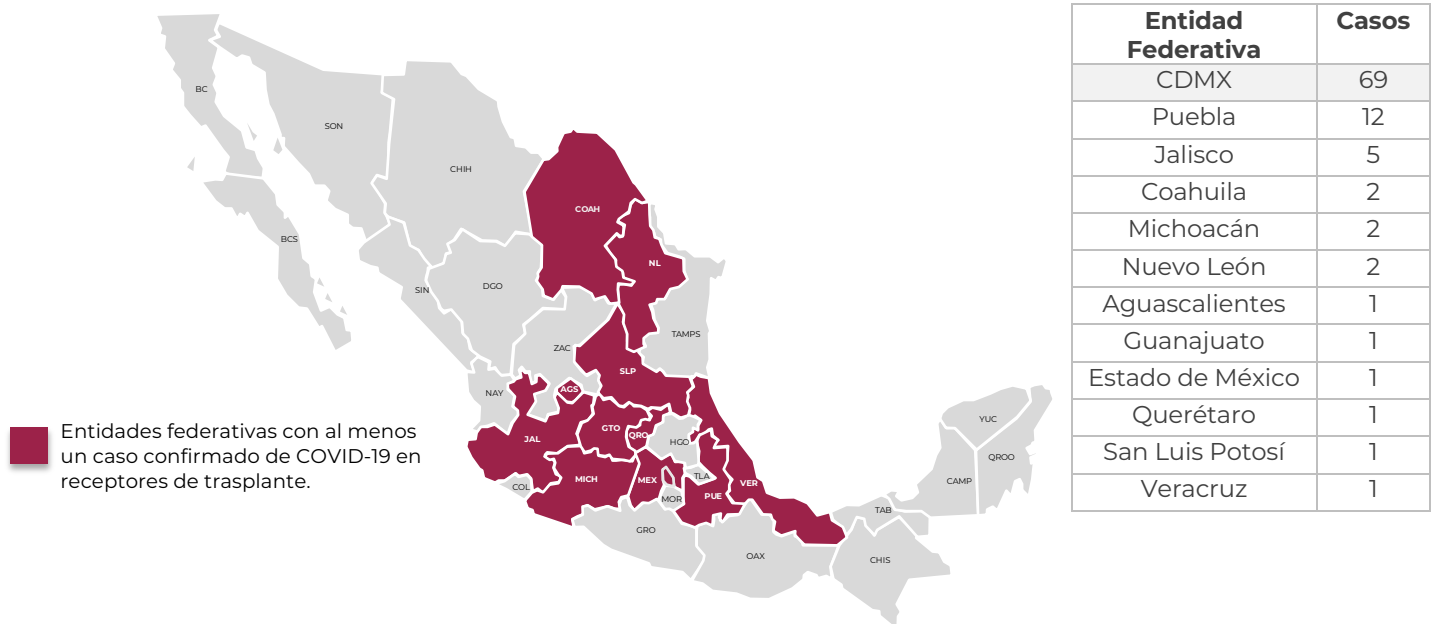 BC
SON
CHIH
COAH
BCS
NL
SIN
DGO
TAMPS
ZAC
SLP
NAY
AGS
JAL
GTO
QRO
HGO
YUC
QROO
COL
MICH
MEX
TLA
MOR
PUE
VER
CAMP
TAB
GRO
OAX
CHIS
Entidades federativas con al menos
un caso confirmado de COVID-19 en
receptores de trasplante.
Entidad Federativa Casos
CDMX 69
Puebla 12
Jalisco 5
Coahuila 2
Michoacán 2
Nuevo León 2
Aguascalientes 1
Guanajuato 1
Estado de México 1
Querétaro 1
San Luis Potosí 1
Veracruz 1